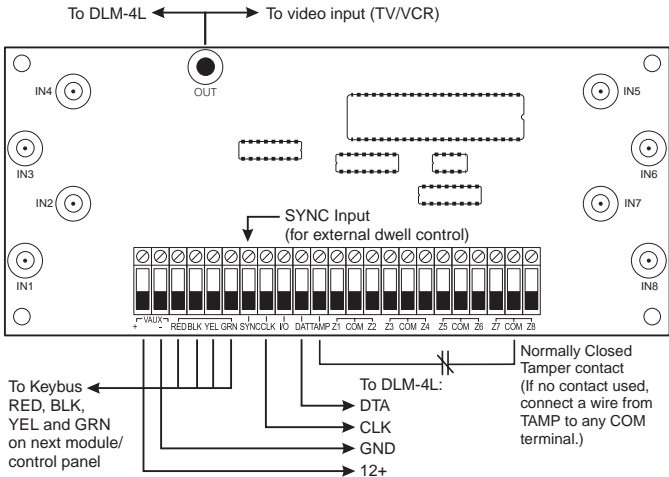 To DLM-4L
To video input (TV/VCR)
OUT
IN4
IN5
IN3
IN6
IN2
IN7
IN1
IN8
SYNC Input
(for external dwell control)
+ VAUX -
RED BLK YEL GRN SYNC CLK I/O DAT TAMP Z1 COM Z2 Z3 COM Z4 Z5 COM Z6 Z7 COM Z8
To Keybus
RED, BLK,
YEL and GRN
on next module/
control panel
To DLM-4L:
DTA
CLK
GND
12+
Normally Closed
Tamper contact
(If no contact used,
connect a wire from
TAMP to any COM
terminal.)